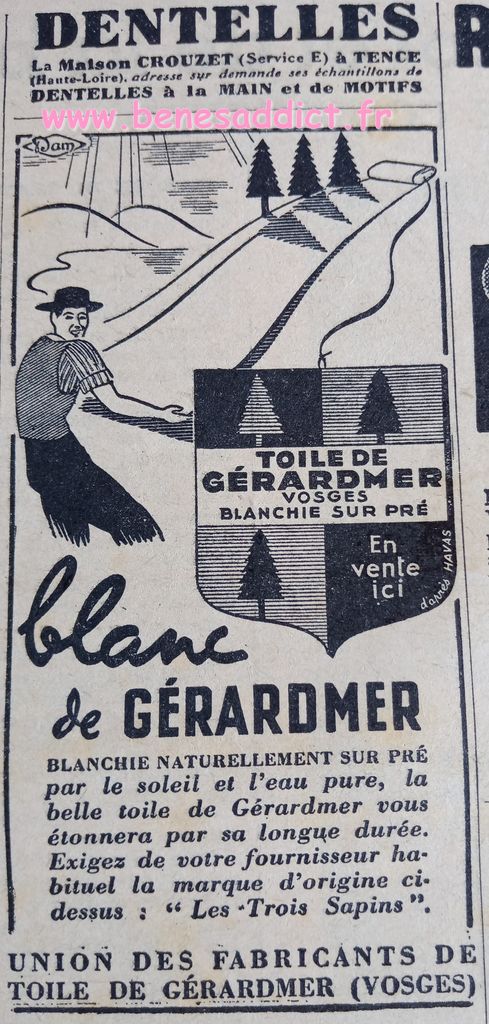 DENTELLES
La Maison CROUZET (Service E) à TENCE
(Haute-Loire). adresse sur demande ses échantillons de
DENTELLES à la MAIN et de MOTIFS
www.benesaddict.fr
Jam
TOILE DE
GÉRARDMER
VOSGES
BLANCHIE SUR PRÉ
En
vente
ici
d'après HAVAS
blanc
de GÉRARDMER
BLANCHIE NATURELLEMENT SUR PRÉ
par le soleil et l'eau pure, la
belle toile de Gérardmer vous
étonnera par sa longue durée.
Exigez de votre fournisseur ha-
bituel la marque d'origine ci-
dessus : “ Les Trois Sapins ”.
UNION DES FABRICANTS DE
TOILE DE GÉRARDMER (VOSGES)